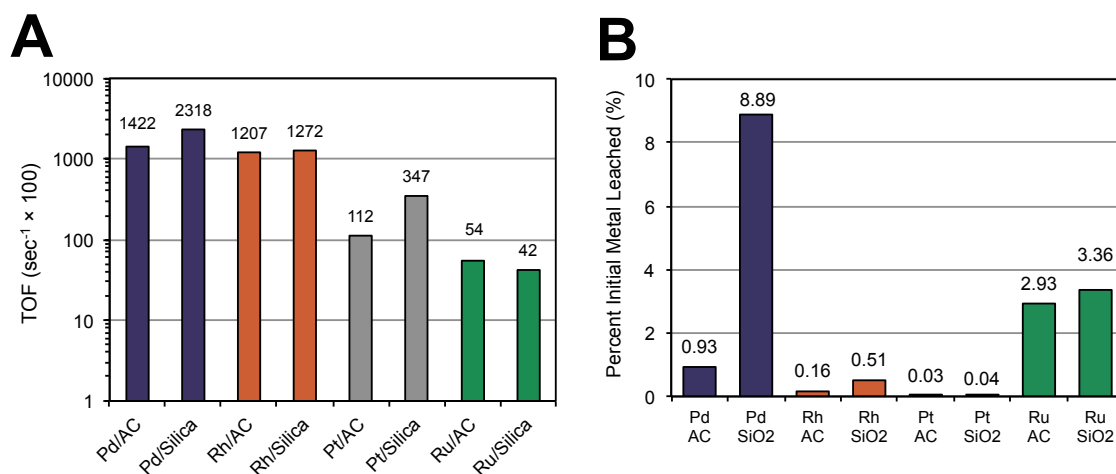 A
TOF (sec⁻¹ × 100)
10000
1000
100
10
1
1422
2318
1207
1272
112
347
54
42
Pd/AC
Pd/Silica
Rh/AC
Rh/Silica
Pt/AC
Pt/Silica
Ru/AC
Ru/Silica
B
Percent Initial Metal Leached (%)
10
8
6
4
2
0
0.93
8.89
0.16
0.51
0.03
0.04
2.93
3.36
Pd
AC
Pd
SiO2
Rh
AC
Rh
SiO2
Pt
AC
Pt
SiO2
Ru
AC
Ru
SiO2